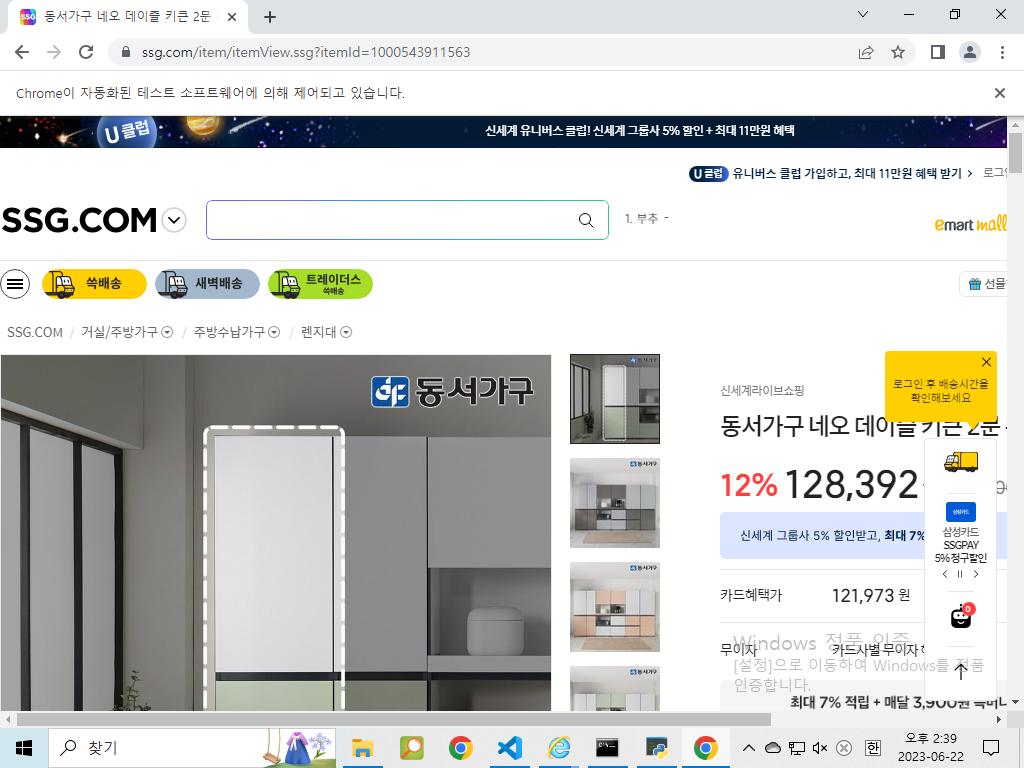 동서가구 네오 데이즐 키큰 2문
ssg.com/item/itemView.ssg?itemId=1000543911563
Chrome이 자동화된 테스트 소프트웨어에 의해 제어되고 있습니다.
U클럽
신세계 유니버스 클럽! 신세계 그룹사 5% 할인 + 최대 11만원 혜택
U클럽 유니버스 클럽 가입하고, 최대 11만원 혜택 받기 >
SSG.COM
1. 부추 -
emart mall
쓱배송
새벽배송
트레이더스
쓱배송
선물
SSG.COM / 거실/주방가구 / 주방수납가구 / 렌지대
동서가구
로그인 후 배송시간을
확인해보세요
신세계라이브쇼핑
동서가구 네오 데이즐 키큰 2문
12% 128,392
신세계 그룹사 5% 할인받고, 최대 7%
삼성카드
삼성카드
SSGPAY
5% 청구할인
카드혜택가 121,973 원
0
무이자 카드사별 무이자
최대 7% 적립 + 매달 3,900원
Windows 정품 인증
[설정]으로 이동하여 Windows를 정품
인증합니다.
찾기
한
오후 2:39
2023-06-22